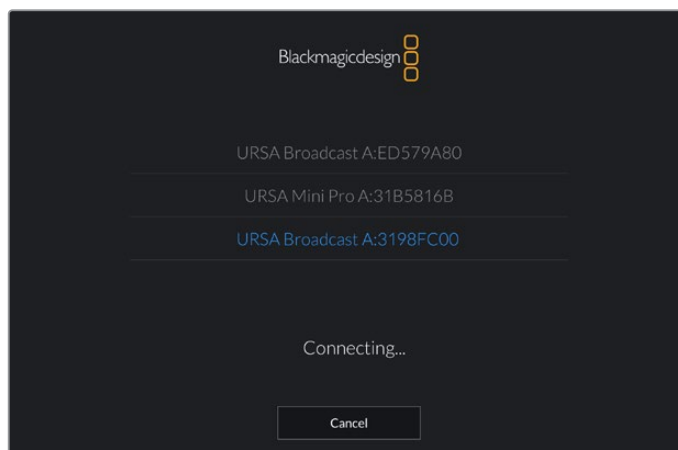 Blackmagicdesign
URSA Broadcast A:ED579A80
URSA Mini Pro A:31B5816B
URSA Broadcast A:3198FC00
Connecting...
Cancel